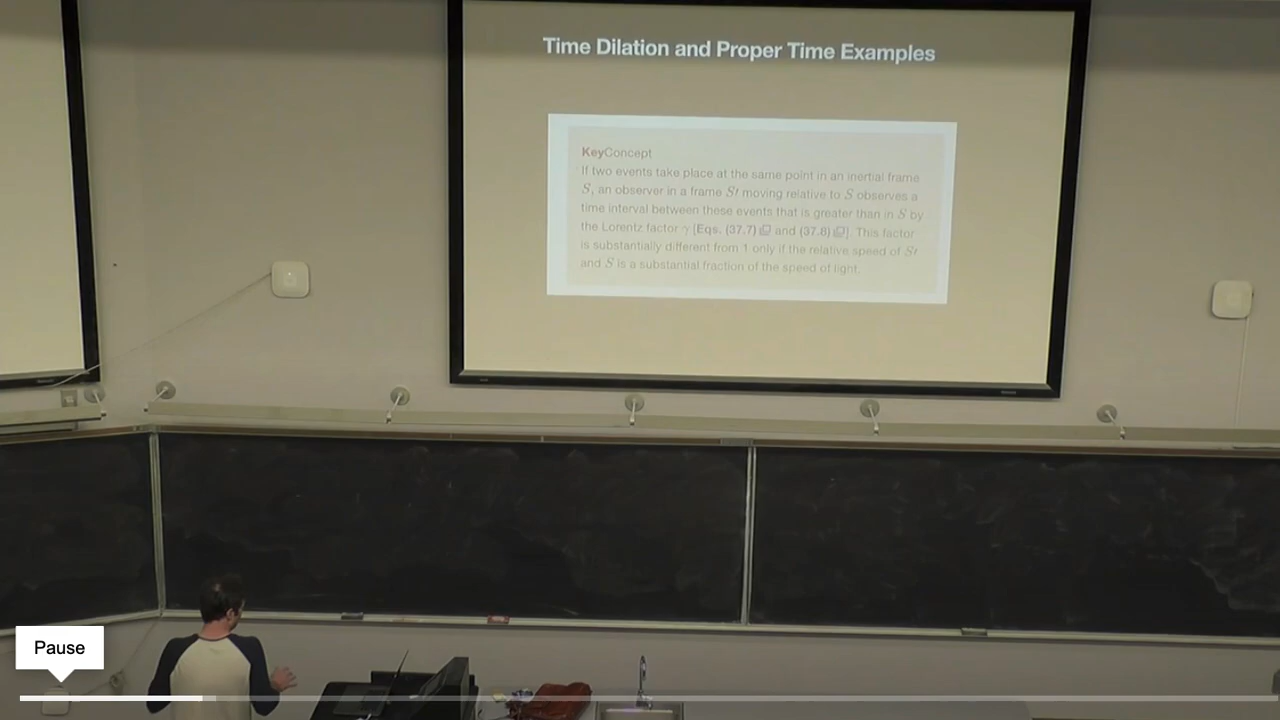 Time Dilation and Proper Time Examples
KeyConcept
If two events take place at the same point in an inertial frame
S, an observer in a frame S′ moving relative to S observes a
time interval between these events that is greater than in S by
the Lorentz factor γ [Eqs. (37.7) and (37.8)]. This factor
is substantially different from 1 only if the relative speed of S′
and S is a substantial fraction of the speed of light.
Pause